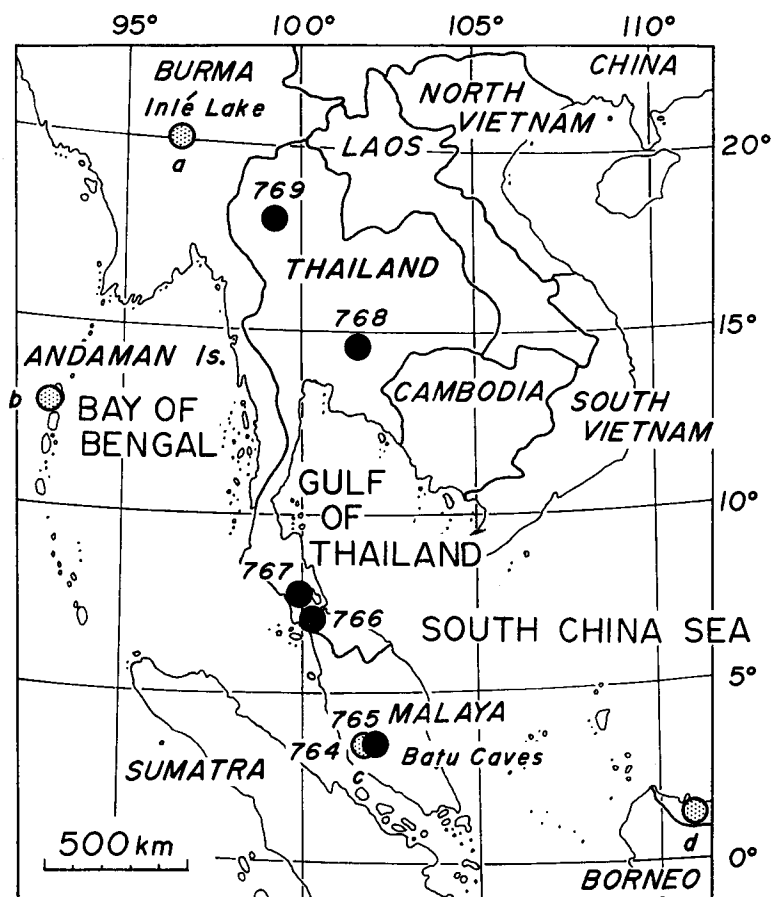 95° 100° 105° 110°
BURMA
Inlé Lake
a
CHINA
NORTH
VIETNAM
LAOS
20°
769
THAILAND
768
15°
ANDAMAN Is.
b
BAY OF
BENGAL
CAMBODIA
SOUTH
VIETNAM
GULF
OF
THAILAND
10°
767
766
SOUTH CHINA SEA
5°
765
MALAYA
764
Batu Caves
c
SUMATRA
d
500 km
0°
BORNEO